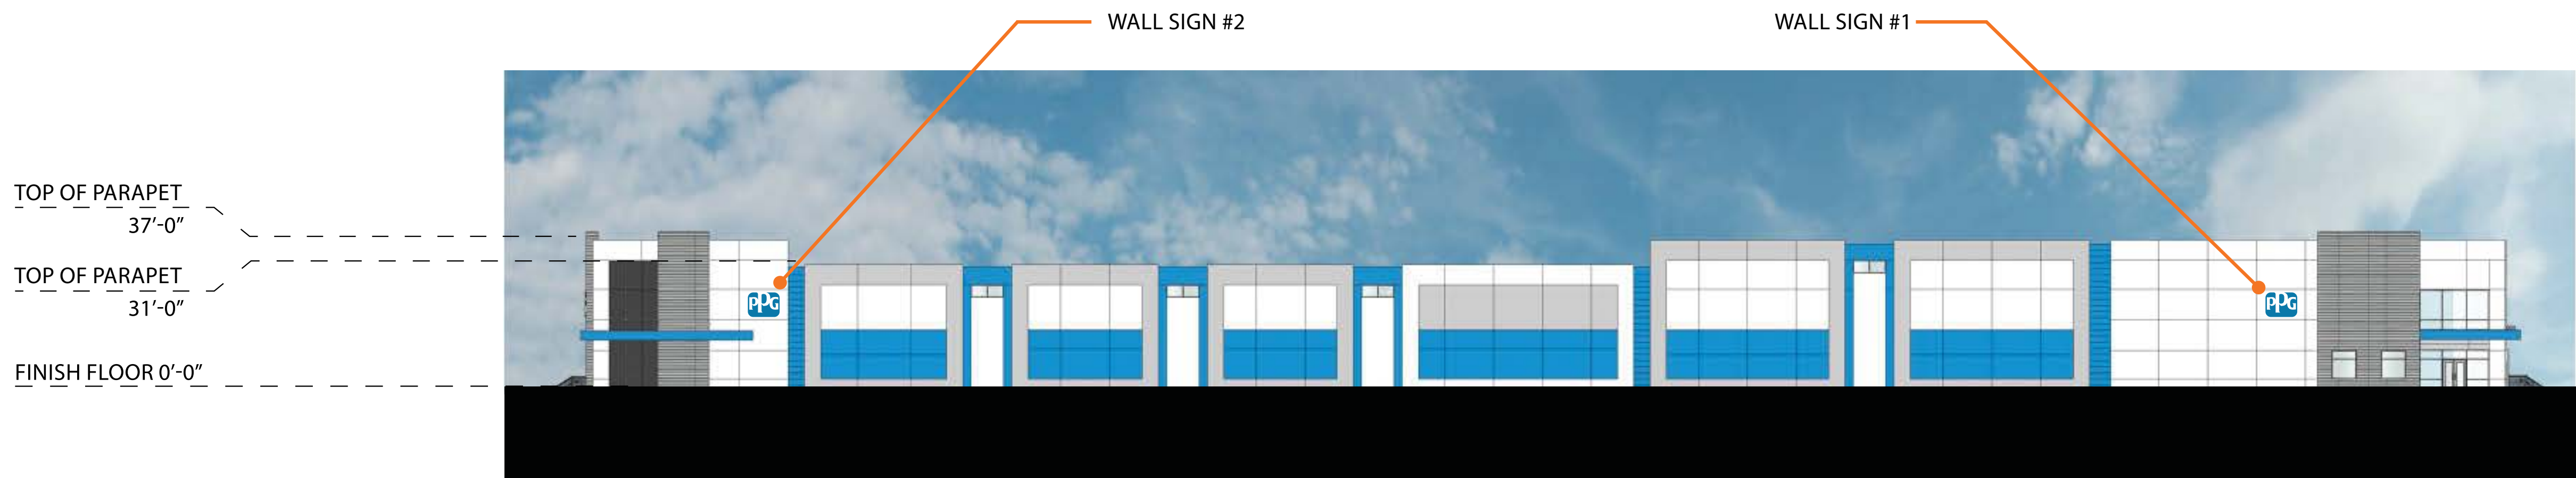 WALL SIGN #2
WALL SIGN #1
TOP OF PARAPET
37’-0”
TOP OF PARAPET
31’-0”
FINISH FLOOR 0’-0”
PPG
PPG